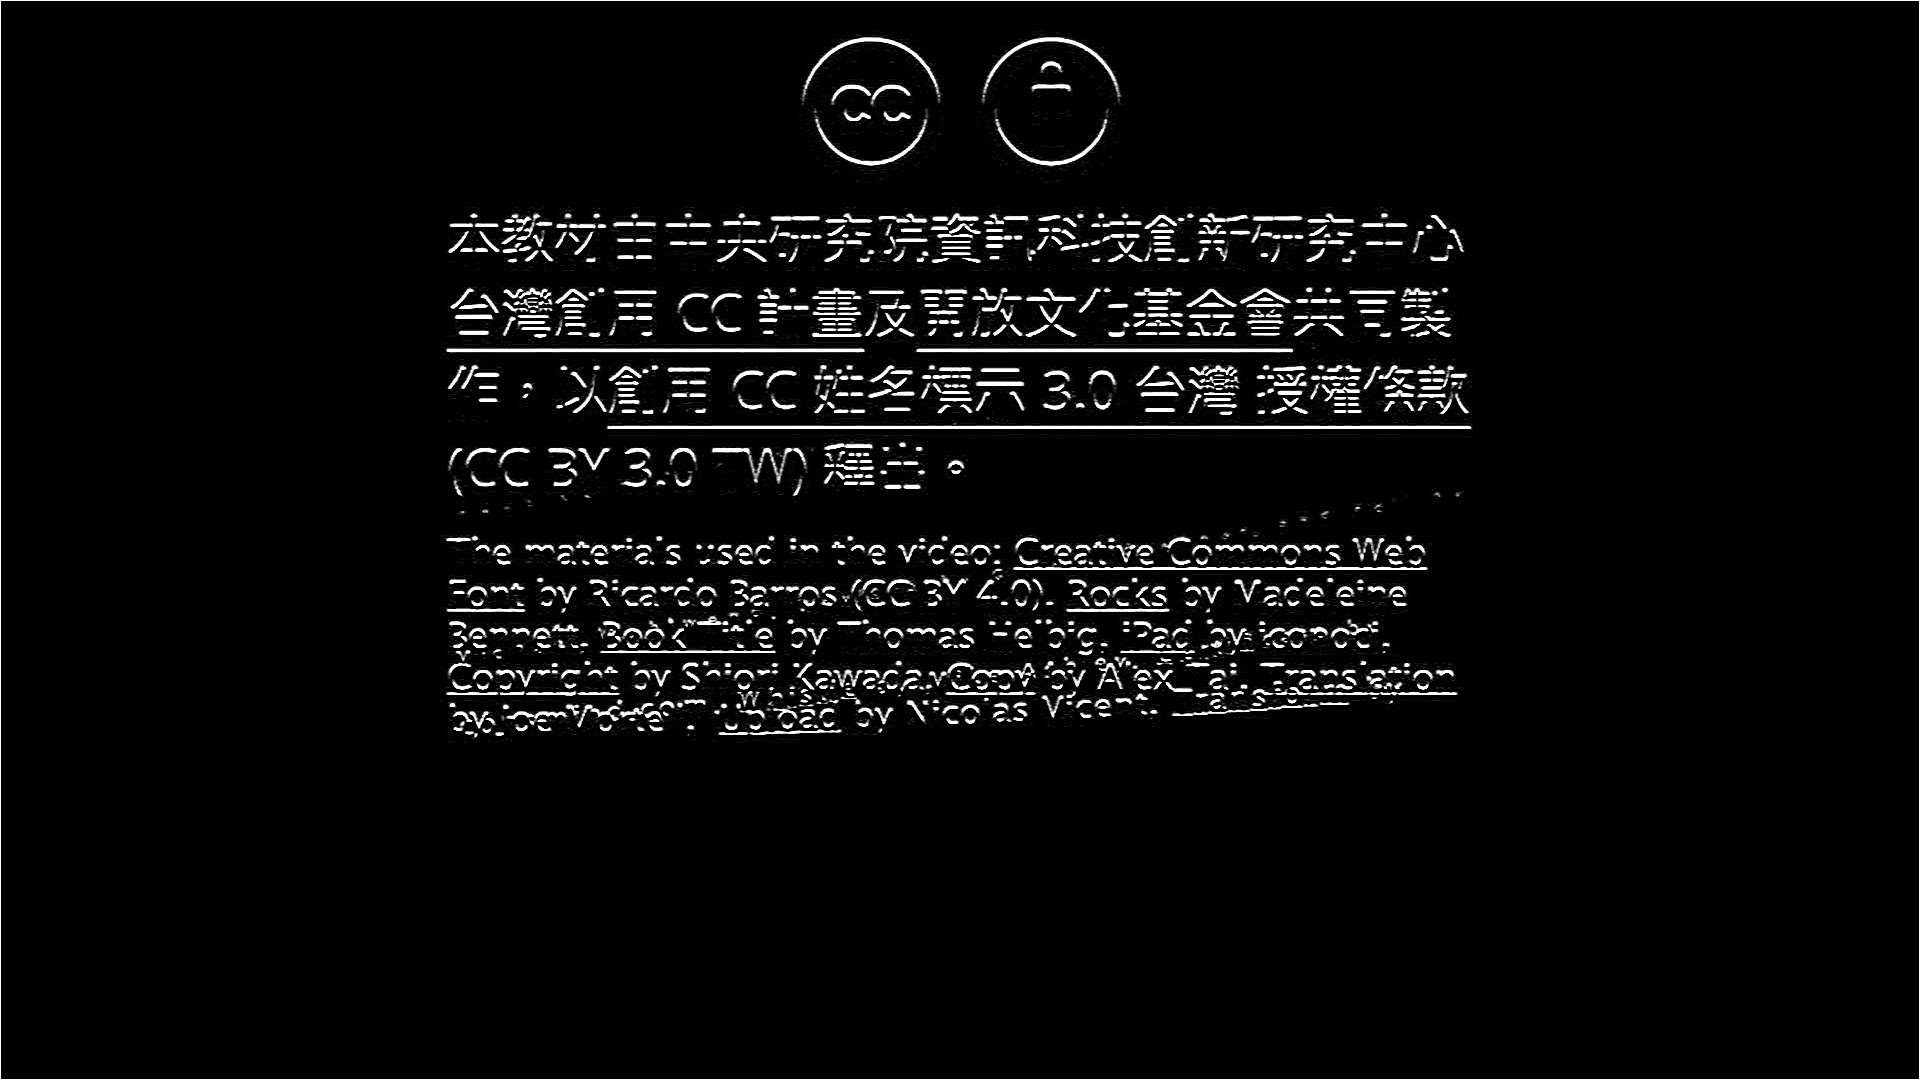 cc
本教材由中央研究院資訊科技創新研究中心
台灣創用 CC 計畫及開放文化基金會共同製
作，以創用 CC 姓名標示 3.0 台灣 授權條款
(CC BY 3.0 TW) 釋出。
The materials used in the video: Creative Commons Web
Font by Ricardo Barros (CC BY 4.0). Rocks by Madeleine
Bennett. Book Title by Thomas Helbig. iPad by
Copyright by Shiori Kawada. Copy by Alex Tai. Translation
by Upload by Nicolas Vicent.